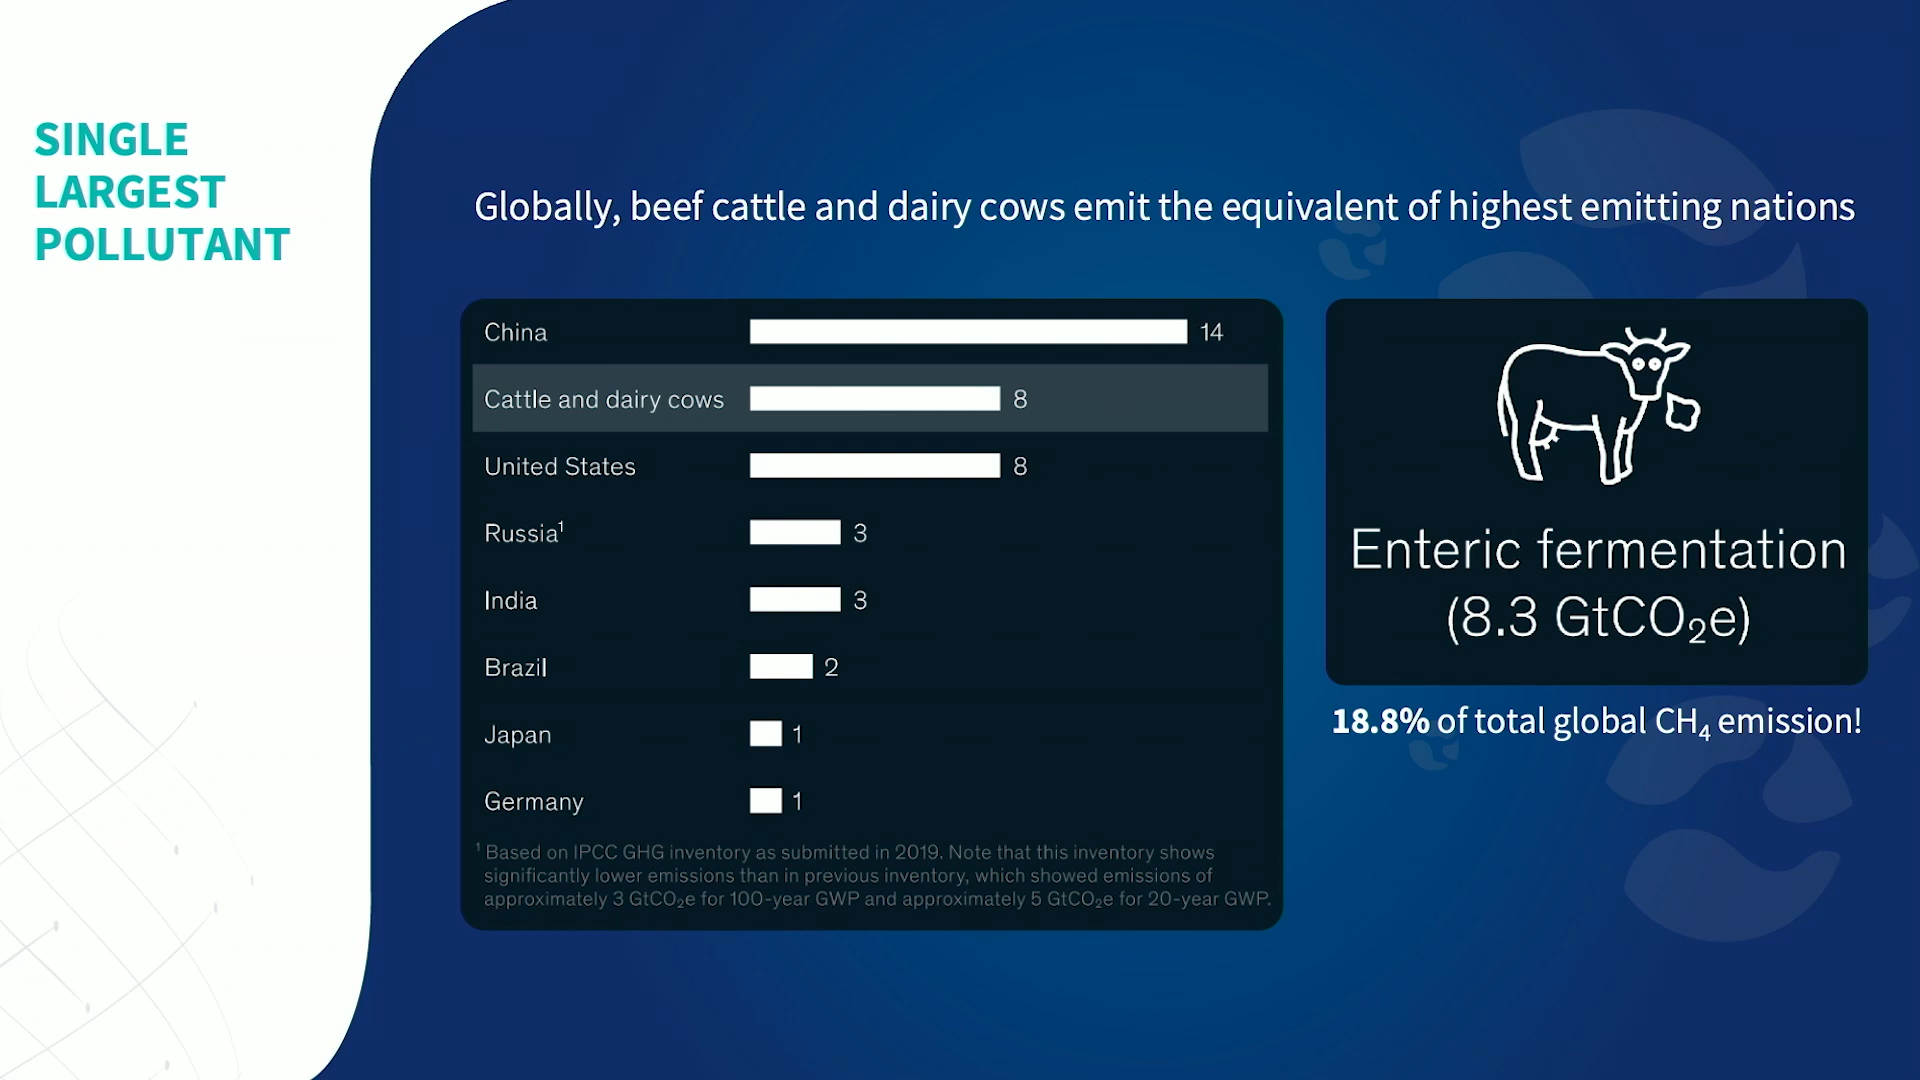 SINGLE
LARGEST
POLLUTANT
Globally, beef cattle and dairy cows emit the equivalent of highest emitting nations
China 14
Cattle and dairy cows 8
United States 8
Russia¹ 3
India 3
Brazil 2
Japan 1
Germany 1
¹ Based on IPCC GHG inventory as submitted in 2019. Note that this inventory shows
significantly lower emissions than in previous inventory, which showed emissions of
approximately 3 GtCO₂e for 100-year GWP and approximately 5 GtCO₂e for 20-year GWP.
Enteric fermentation
(8.3 GtCO₂e)
18.8% of total global CH₄ emission!